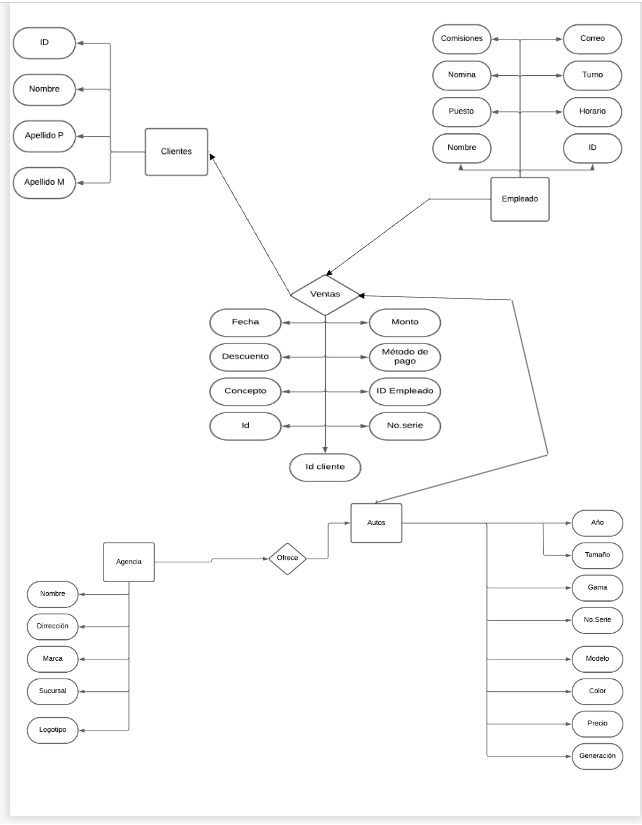 ID
Nombre
Apellido P
Apellido M
Clientes
Comisiones
Correo
Nomina
Turno
Puesto
Horario
Nombre
ID
Empleado
Ventas
Fecha
Monto
Descuento
Método de
pago
Concepto
ID Empleado
Id
No.serie
Id cliente
Autos
Año
Tamaño
Gama
No.Serie
Modelo
Color
Precio
Generación
Agencia
Ofrece
Nombre
Dirrección
Marca
Sucursal
Logotipo